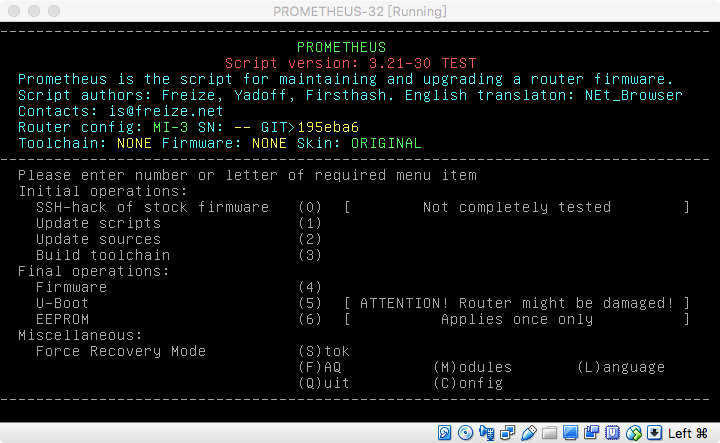 PROMETHEUS-32 [Running]
PROMETHEUS
Script version: 3.21-30 TEST
Prometheus is the script for maintaining and upgrading a router firmware.
Script authors: Freize, Yadoff, Firsthash. English translaton: NEt_Browser
Contacts: is@freize.net
Router config: MI-3 SN: -- GIT>195eba6
Toolchain: NONE Firmware: NONE Skin: ORIGINAL
Please enter number or letter of required menu item
Initial operations:
SSH-hack of stock firmware (0) [ Not completely tested ]
Update scripts (1)
Update sources (2)
Build toolchain (3)
Final operations:
Firmware (4)
U-Boot (5) [ ATTENTION! Router might be damaged! ]
EEPROM (6) [ Applies once only ]
Miscellaneous:
Force Recovery Mode (S)tok
(F)AQ (M)odules (L)anguage
(Q)uit (C)onfig
Left ⌘